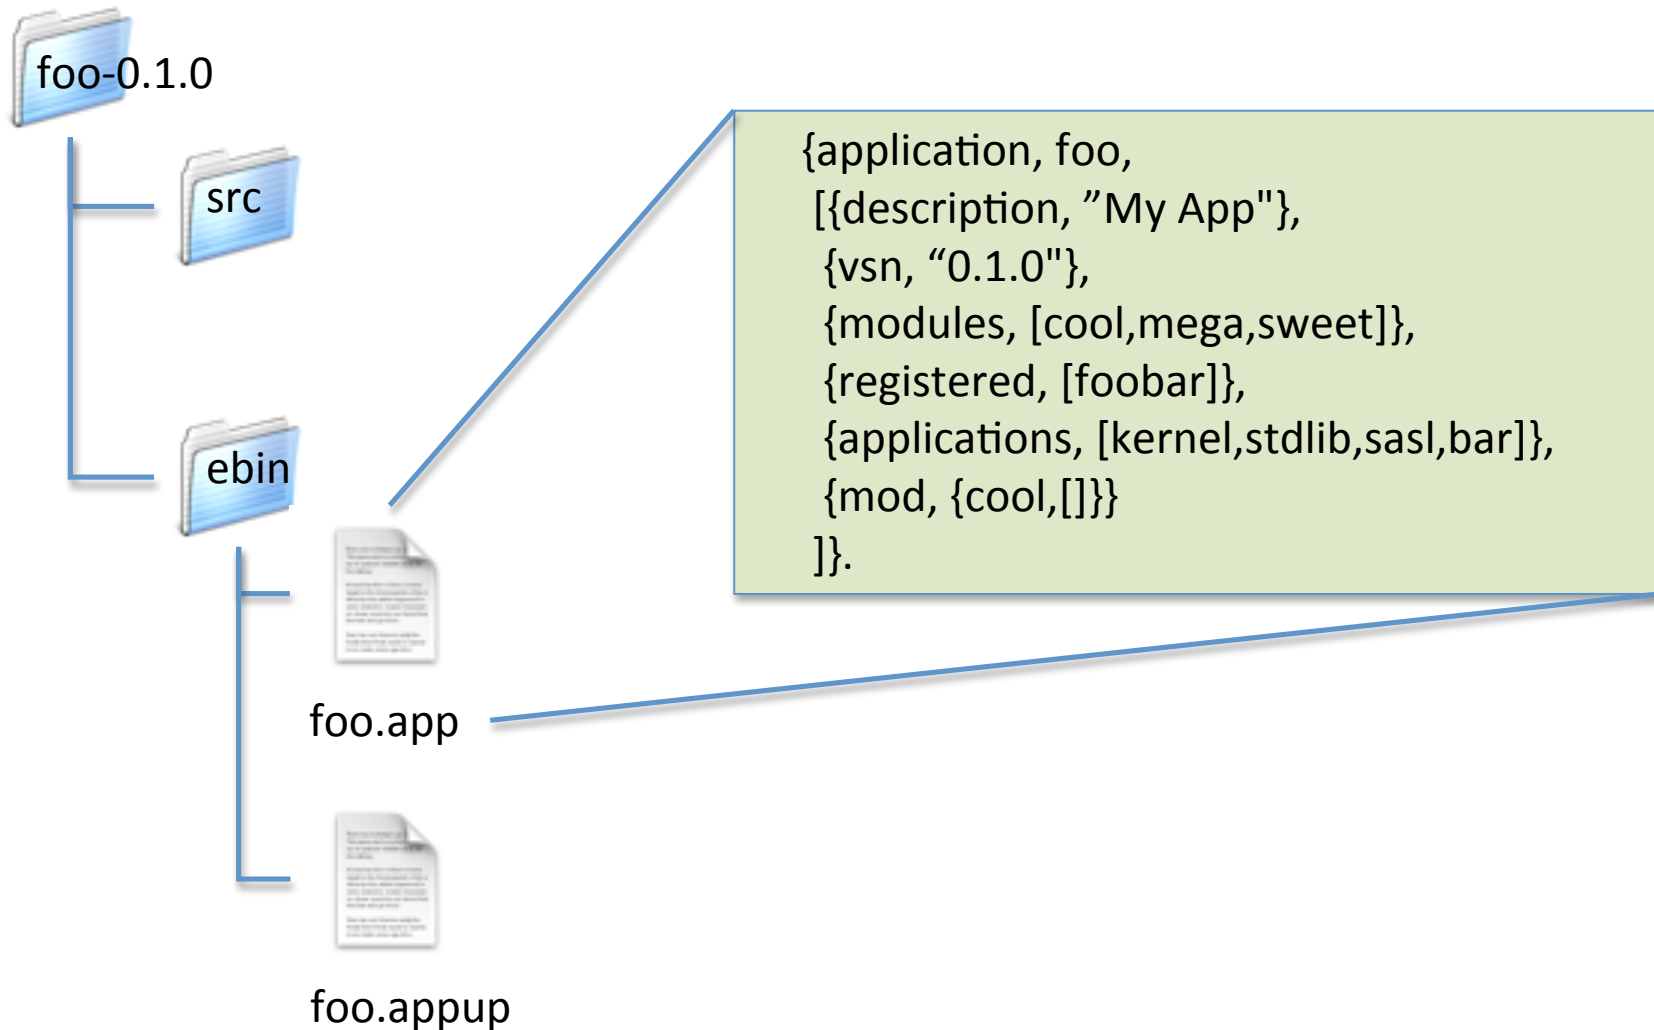 foo-0.1.0
src
ebin
foo.app
foo.appup
{application, foo,
[{description, ”My App"},
{vsn, “0.1.0"},
{modules, [cool,mega,sweet]},
{registered, [foobar]},
{applications, [kernel,stdlib,sasl,bar]},
{mod, {cool,[]}}
]}.